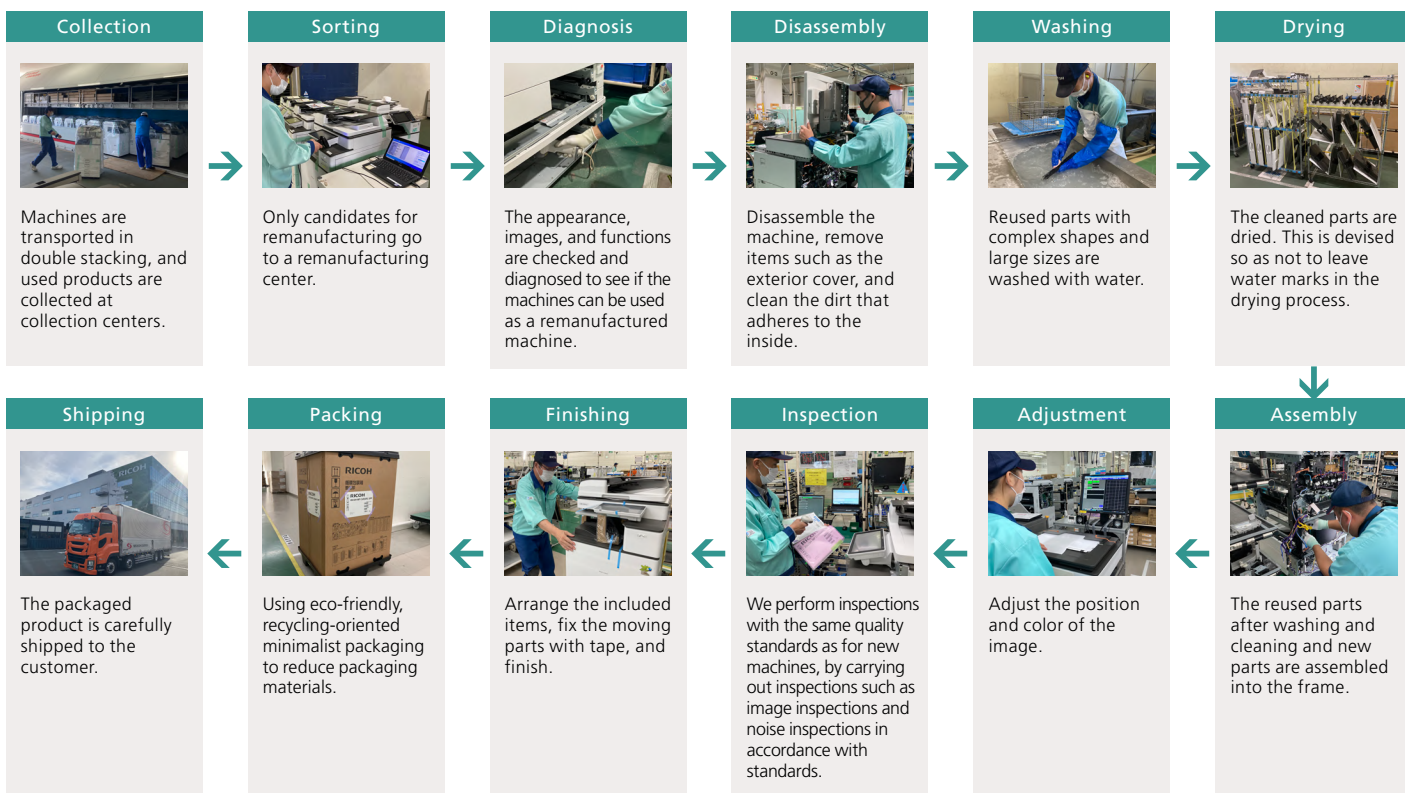 Collection
Machines are
transported in
double stacking, and
used products are
collected at
collection centers.
Sorting
Only candidates for
remanufacturing go
to a remanufacturing
center.
Diagnosis
The appearance,
images, and functions
are checked and
diagnosed to see if the
machines can be used
as a remanufactured
machine.
Disassembly
Disassemble the
machine, remove
items such as the
exterior cover, and
clean the dirt that
adheres to the
inside.
Washing
Reused parts with
complex shapes and
large sizes are
washed with water.
Drying
The cleaned parts are
dried. This is devised
so as not to leave
water marks in the
drying process.
Assembly
The reused parts
after washing and
cleaning and new
parts are assembled
into the frame.
Adjustment
Adjust the position
and color of the
image.
Inspection
We perform inspections
with the same quality
standards as for new
machines, by carrying
out inspections such as
image inspections and
noise inspections in
accordance with
standards.
Finishing
Arrange the included
items, fix the moving
parts with tape, and
finish.
Packing
RICOH
RICOH
Using eco-friendly,
recycling-oriented
minimalist packaging
to reduce packaging
materials.
Shipping
RICOH
The packaged
product is carefully
shipped to the
customer.